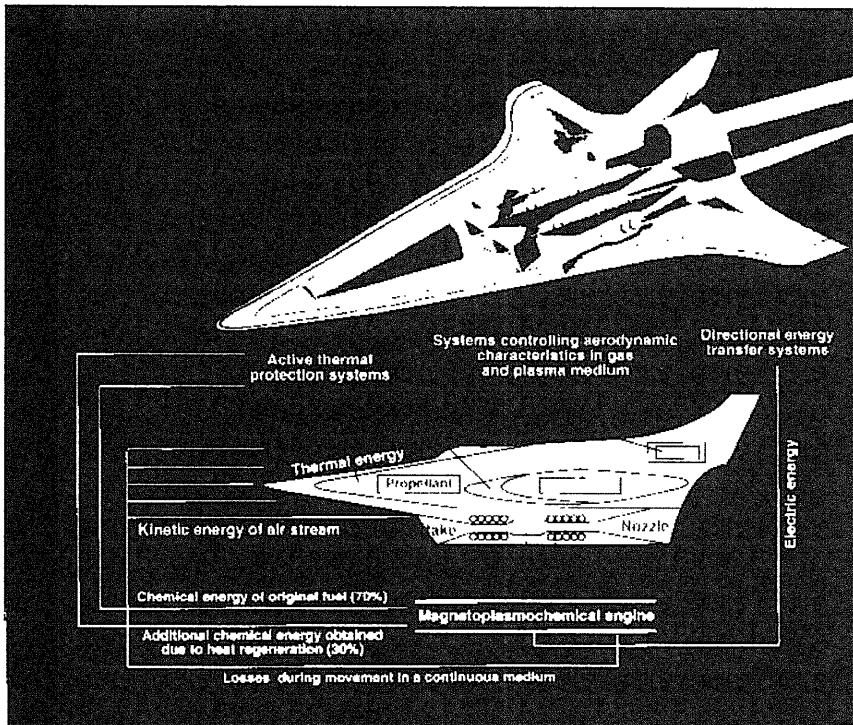 Active thermal
protection systems
Systems controlling aerodynamic
characteristics in gas
and plasma medium
Directional energy
transfer systems
Thermal energy
Propellant
Kinetic energy of air stream
take
Nozzle
Electric energy
Chemical energy of original fuel (70%)
Magnetoplasmochemical engine
Additional chemical energy obtained
due to heat regeneration (30%)
Losses during movement in a continuous medium